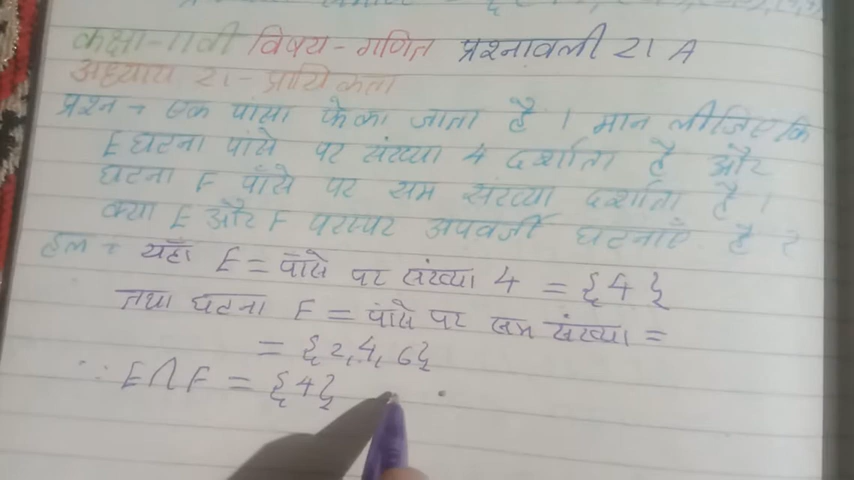 कक्षा-11वी विषय-गणित प्रश्नावली 21 A
अध्याय 21-प्रायिकता
प्रश्न → एक पांसा फेका जाता है। मान लीजिए कि
E घटना पांसे पर संख्या 4 दर्शाता है और
घटना F पाँसे पर सम संख्या दर्शाता है।
क्या E और F परस्पर अपवर्जी घटनाएँ है ?
हल → यहाँ E = पाँसे पर संख्या 4 = {4}
तथा घटना F = पांसे पर सम संख्या =
= {2,4,6}
∴ E∩F = {4}